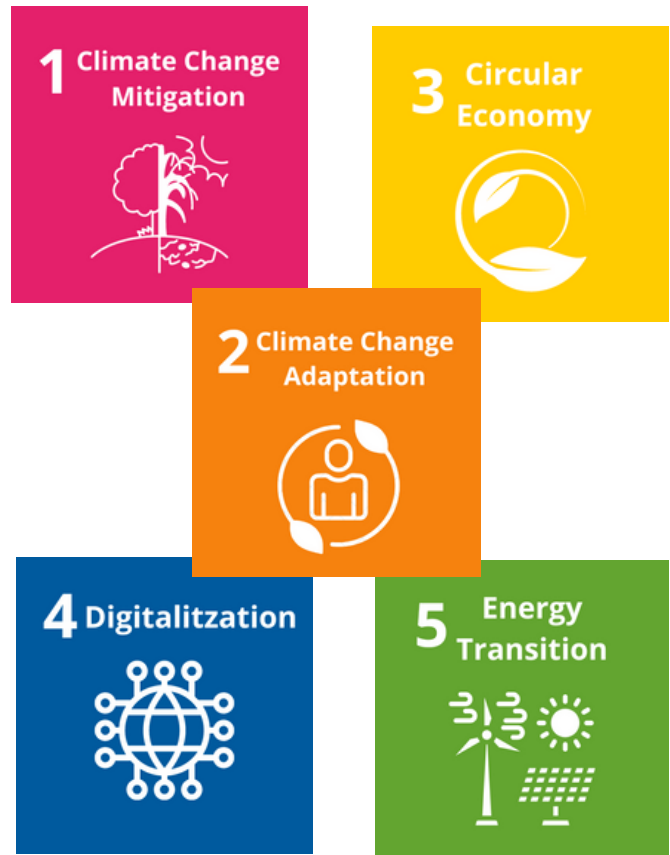 1 Climate Change
Mitigation
3 Circular
Economy
2 Climate Change
Adaptation
4 Digitalitzation
5 Energy
Transition